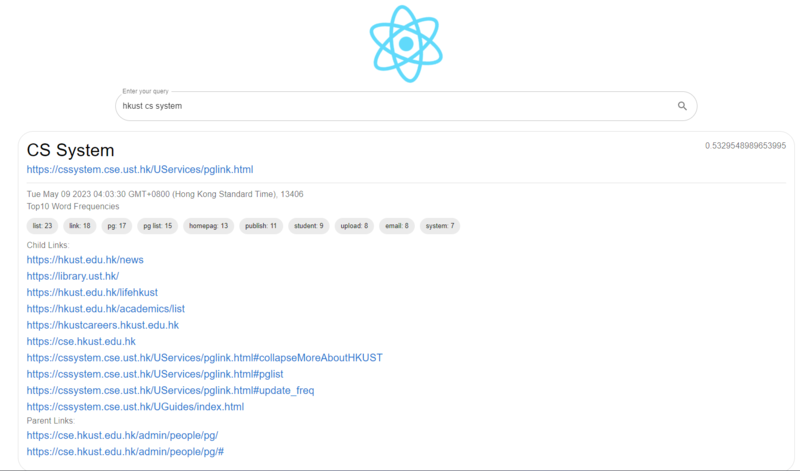 Enter your query
hkust cs system
CS System
0.5329548989653995
https://cssystem.cse.ust.hk/UServices/pglink.html
Tue May 09 2023 04:03:30 GMT+0800 (Hong Kong Standard Time), 13406
Top10 Word Frequencies
list: 23 link: 18 pg: 17 pg list: 15 homepag: 13 publish: 11 student: 9 upload: 8 email: 8 system: 7
Child Links:
https://hkust.edu.hk/news
https://library.ust.hk/
https://hkust.edu.hk/lifehkust
https://hkust.edu.hk/academics/list
https://hkustcareers.hkust.edu.hk
https://cse.hkust.edu.hk
https://cssystem.cse.ust.hk/UServices/pglink.html#collapseMoreAboutHKUST
https://cssystem.cse.ust.hk/UServices/pglink.html#pglist
https://cssystem.cse.ust.hk/UServices/pglink.html#update_freq
https://cssystem.cse.ust.hk/UGuides/index.html
Parent Links:
https://cse.hkust.edu.hk/admin/people/pg/
https://cse.hkust.edu.hk/admin/people/pg/#